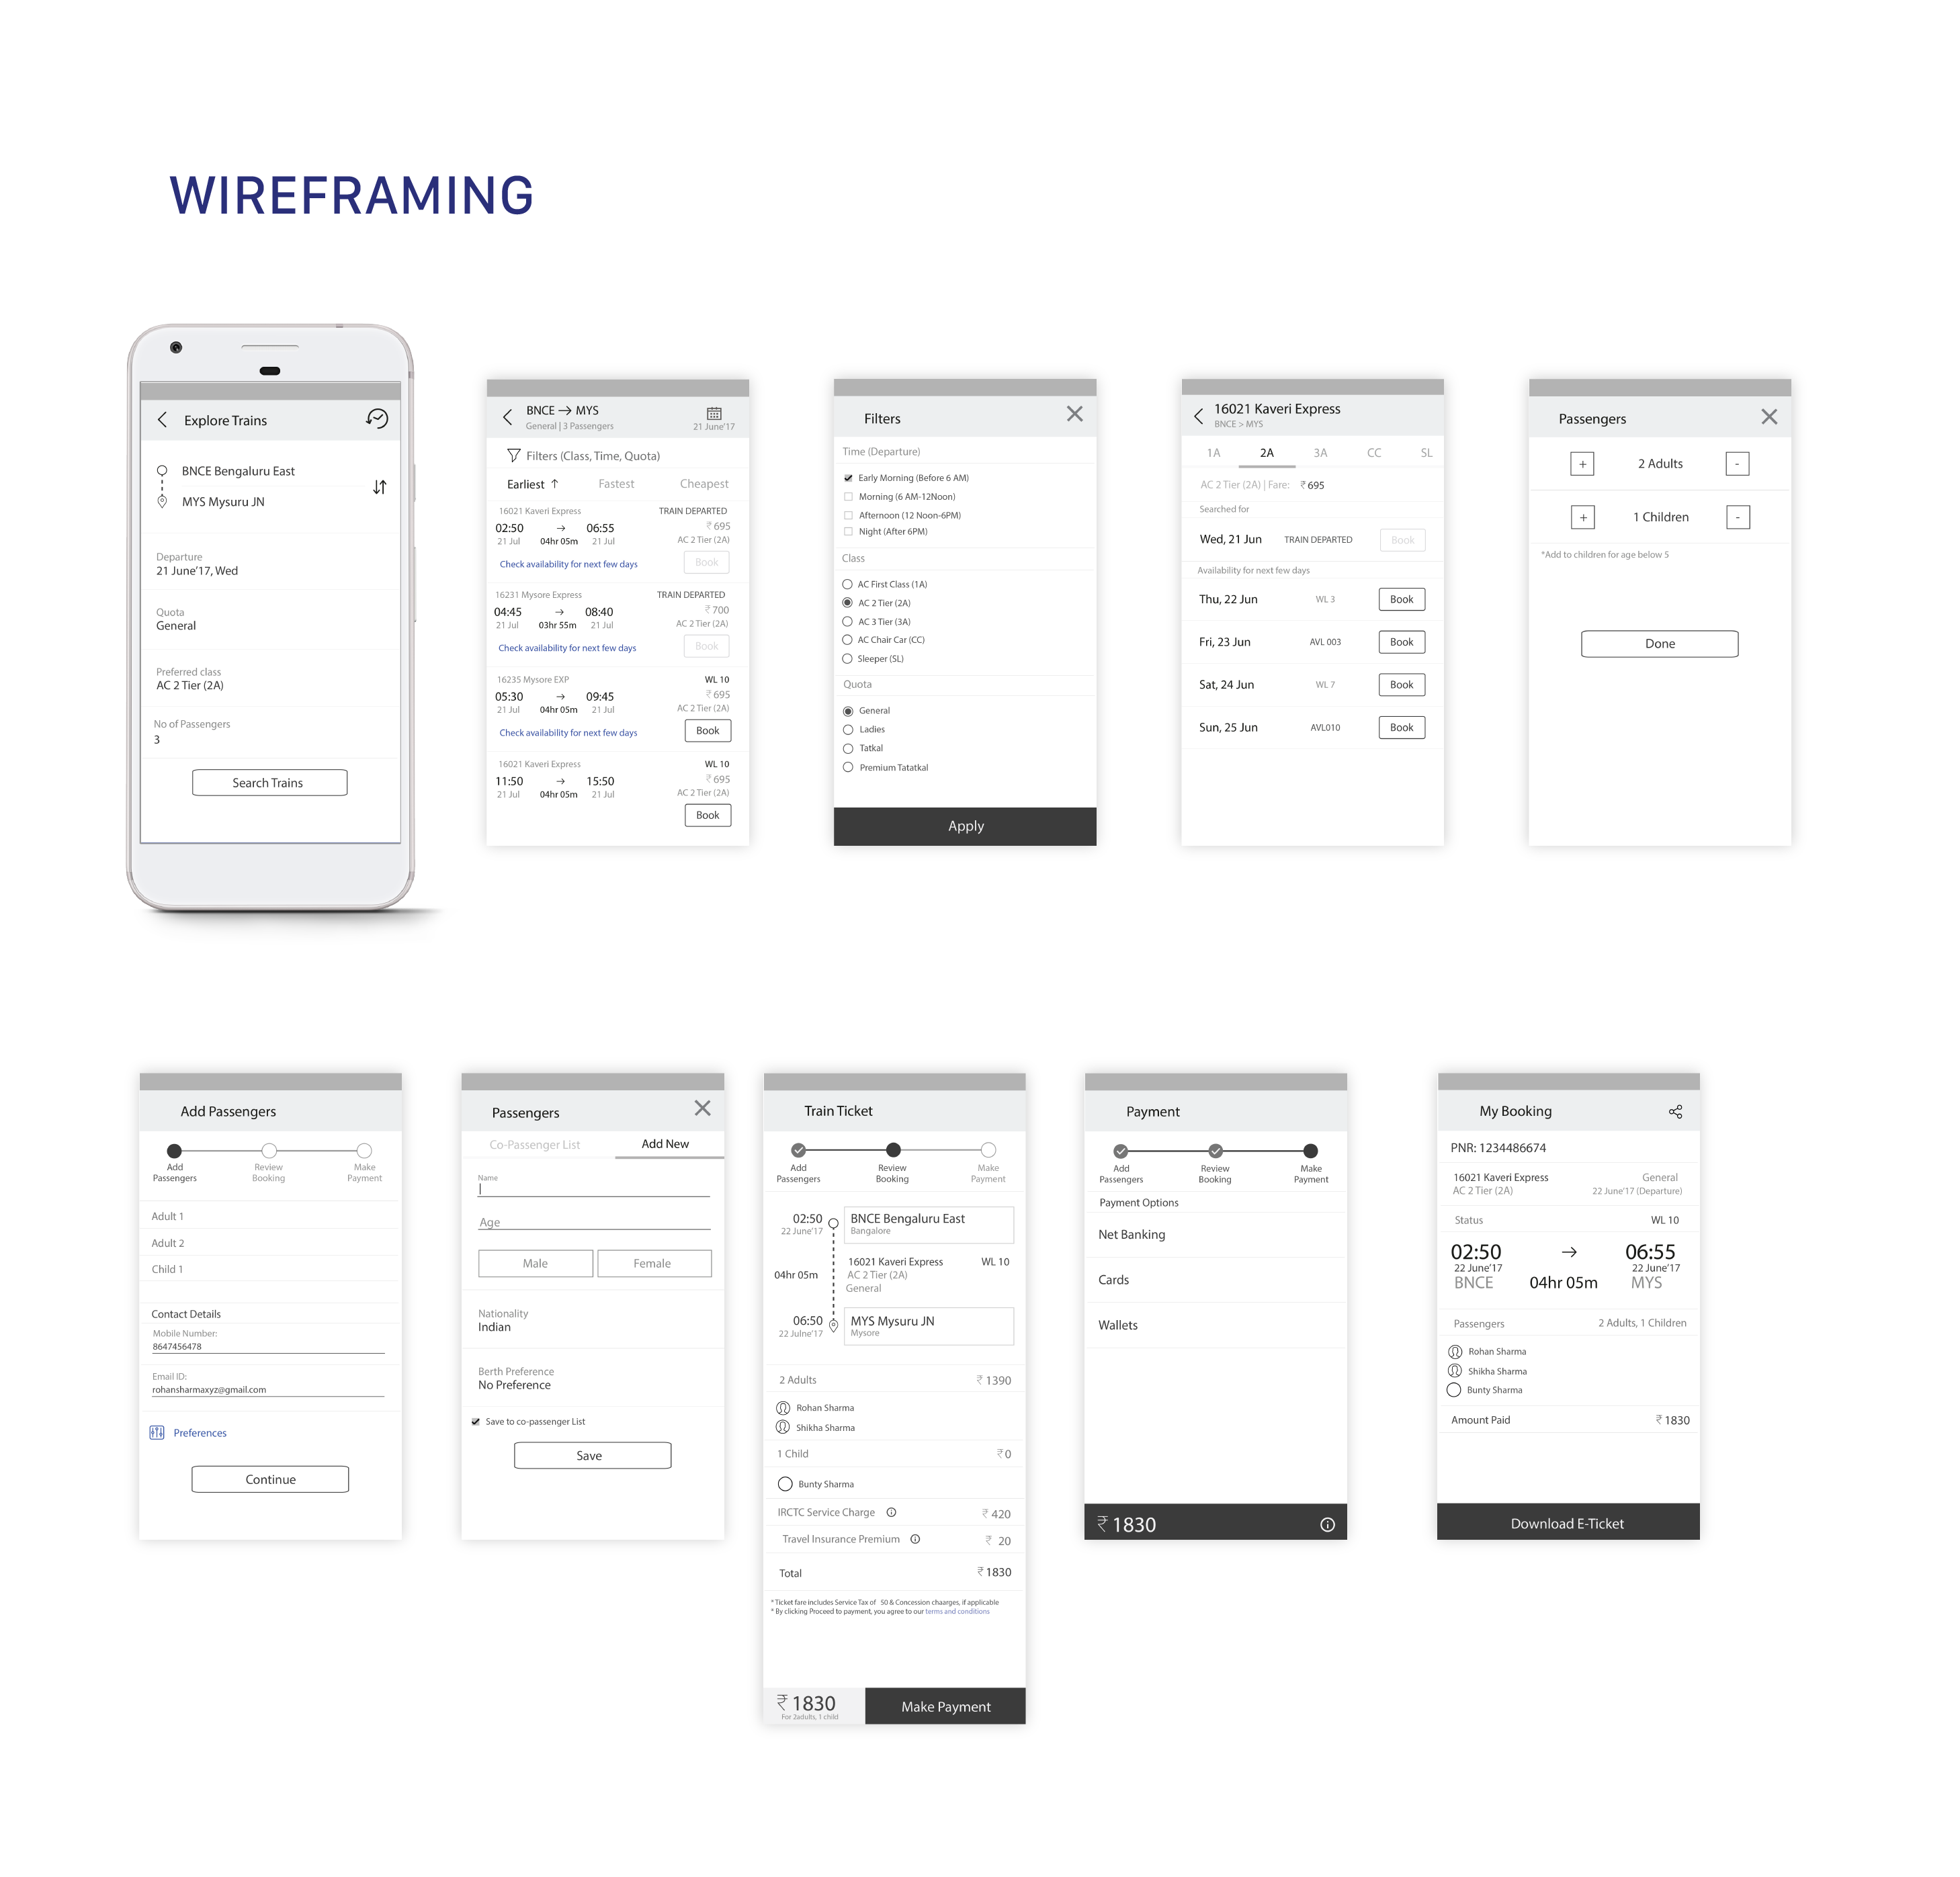 WIREFRAMING
Explore Trains
BNCE Bengaluru East
MYS Mysuru JN
Departure
21 June'17, Wed
Quota
General
Preferred class
AC 2 Tier (2A)
No of Passengers
3
Search Trains
BNCE → MYS
General | 3 Passengers
21 June'17
Filters (Class, Time, Quota)
Earliest ↑ Fastest Cheapest
16021 Kaveri Express TRAIN DEPARTED
02:50 → 06:55 ₹ 695
21 Jul 04hr 05m 21 Jul AC 2 Tier (2A)
Check availability for next few days Book
16231 Mysore Express TRAIN DEPARTED
04:45 → 08:40 ₹ 700
21 Jul 03hr 55m 21 Jul AC 2 Tier (2A)
Check availability for next few days Book
16235 Mysore EXP WL 10
05:30 → 09:45 ₹ 695
21 Jul 04hr 05m 21 Jul AC 2 Tier (2A)
Check availability for next few days Book
16021 Kaveri Express WL 10
11:50 → 15:50 ₹ 695
21 Jul 04hr 05m 21 Jul AC 2 Tier (2A)
Book
Filters
Time (Departure)
Early Morning (Before 6 AM)
Morning (6 AM-12Noon)
Afternoon (12 Noon-6PM)
Night (After 6PM)
Class
AC First Class (1A)
AC 2 Tier (2A)
AC 3 Tier (3A)
AC Chair Car (CC)
Sleeper (SL)
Quota
General
Ladies
Tatkal
Premium Tatatkal
Apply
16021 Kaveri Express
BNCE > MYS
1A 2A 3A CC SL
AC 2 Tier (2A) | Fare: ₹ 695
Searched for
Wed, 21 Jun TRAIN DEPARTED Book
Availability for next few days
Thu, 22 Jun WL 3 Book
Fri, 23 Jun AVL 003 Book
Sat, 24 Jun WL 7 Book
Sun, 25 Jun AVL010 Book
Passengers
+ 2 Adults -
+ 1 Children -
*Add to children for age below 5
Done
Add Passengers
Add Review Make
Passengers Booking Payment
Adult 1
Adult 2
Child 1
Contact Details
Mobile Number:
8647456478
Email ID:
rohansharmaxyz@gmail.com
Preferences
Continue
Passengers
Co-Passenger List Add New
Name
Age
Male Female
Nationality
Indian
Berth Preference
No Preference
Save to co-passenger List
Save
Train Ticket
Add Review Make
Passengers Booking Payment
02:50 BNCE Bengaluru East
22 June'17 Bangalore
16021 Kaveri Express WL 10
04hr 05m AC 2 Tier (2A)
General
06:50 MYS Mysuru JN
22 Julne'17 Mysore
2 Adults ₹ 1390
Rohan Sharma
Shikha Sharma
1 Child ₹ 0
Bunty Sharma
IRCTC Service Charge ₹ 420
Travel Insurance Premium ₹ 20
Total ₹ 1830
* Ticket fare includes Service Tax of 50 & Concession chaarges, if applicable
* By clicking Proceed to payment, you agree to our terms and conditions
₹ 1830
For 2adults, 1 child
Make Payment
Payment
Add Review Make
Passengers Booking Payment
Payment Options
Net Banking
Cards
Wallets
₹ 1830
My Booking
PNR: 1234486674
16021 Kaveri Express General
AC 2 Tier (2A) 22 June'17 (Departure)
Status WL 10
02:50 → 06:55
22 June'17 22 June'17
BNCE 04hr 05m MYS
Passengers 2 Adults, 1 Children
Rohan Sharma
Shikha Sharma
Bunty Sharma
Amount Paid ₹ 1830
Download E-Ticket